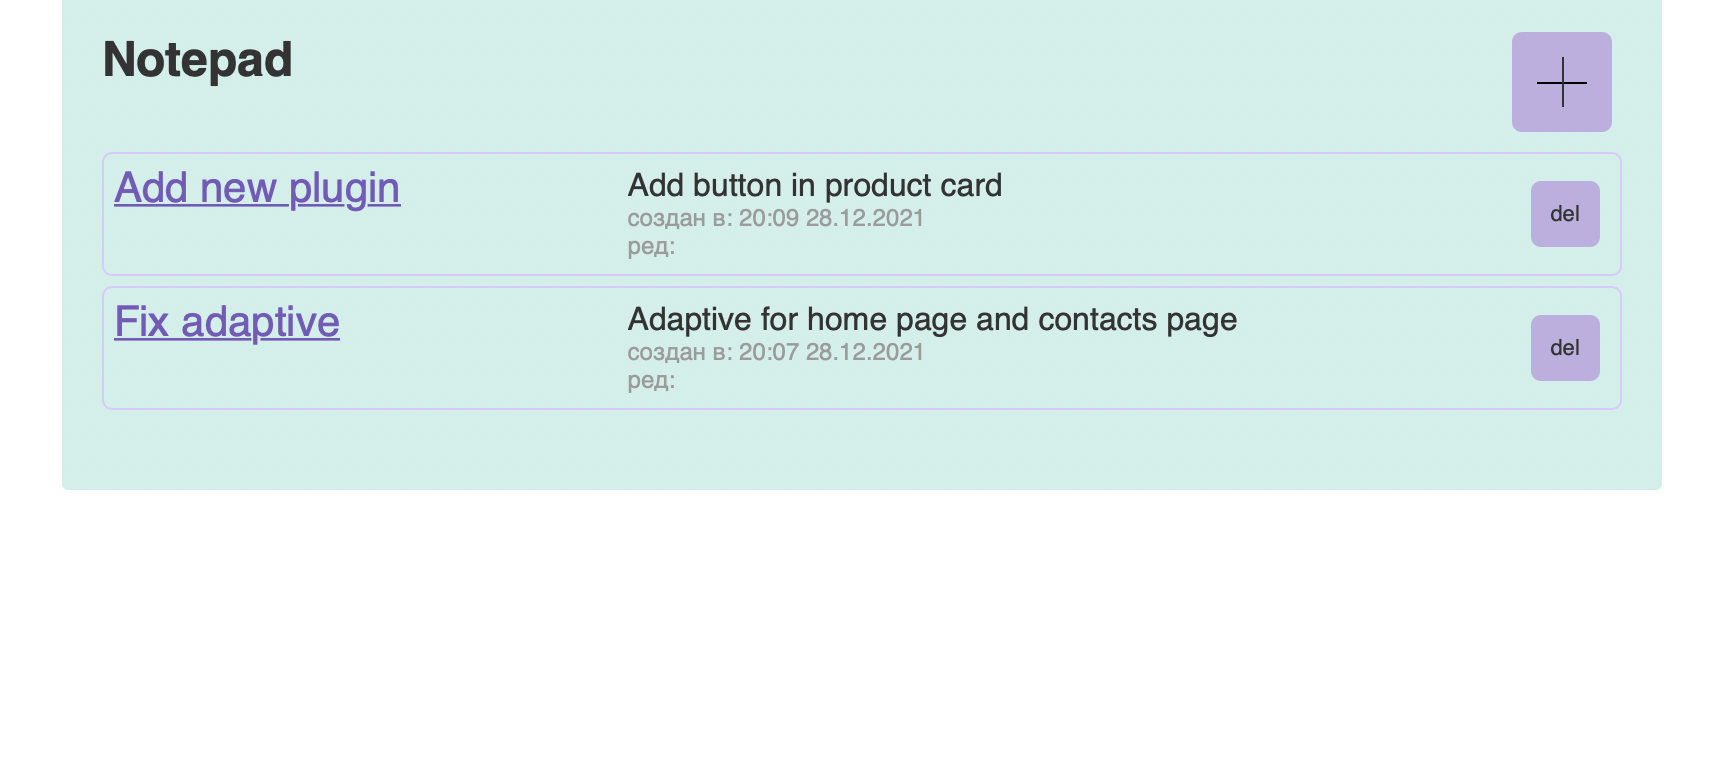 Notepad
Add new plugin
Add button in product card
создан в: 20:09 28.12.2021
ред:
del
Fix adaptive
Adaptive for home page and contacts page
создан в: 20:07 28.12.2021
ред:
del